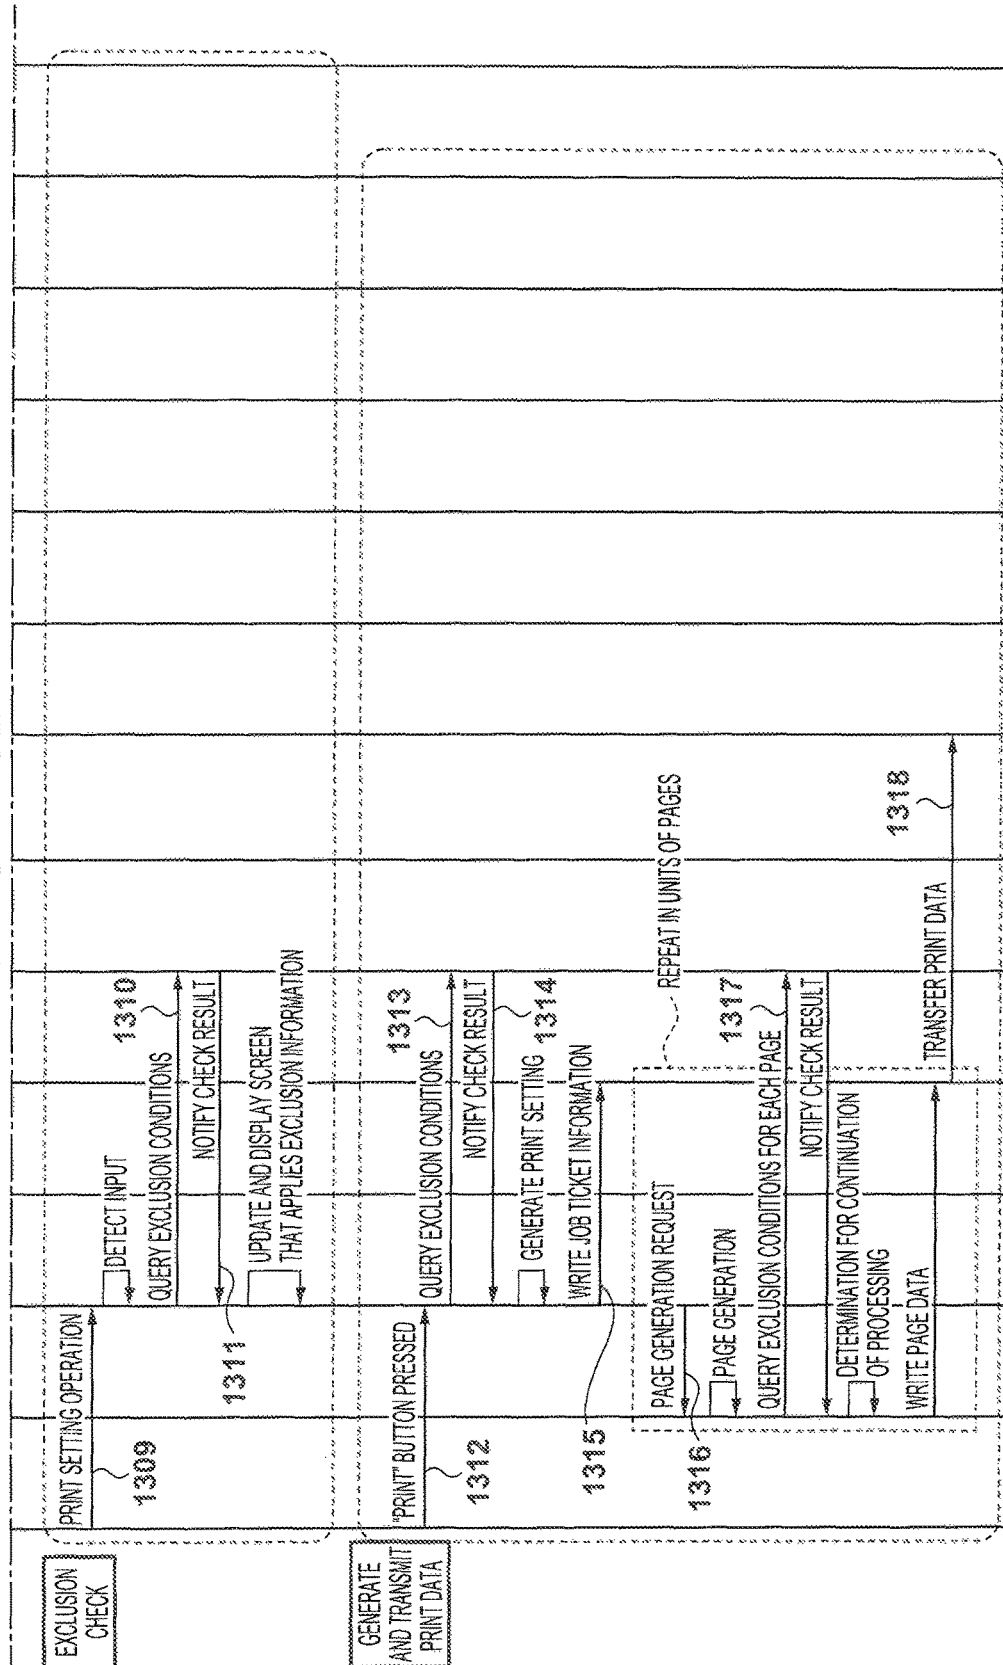 EXCLUSION
CHECK
PRINT SETTING OPERATION
1309
DETECT INPUT
QUERY EXCLUSION CONDITIONS
1310
NOTIFY CHECK RESULT
1311
UPDATE AND DISPLAY SCREEN
THAT APPLIES EXCLUSION INFORMATION
GENERATE
AND TRANSMIT
PRINT DATA
"PRINT" BUTTON PRESSED
1312
QUERY EXCLUSION CONDITIONS
1313
NOTIFY CHECK RESULT
1314
GENERATE PRINT SETTING
WRITE JOB TICKET INFORMATION
1315
REPEAT IN UNITS OF PAGES
PAGE GENERATION REQUEST
1316
PAGE GENERATION
QUERY EXCLUSION CONDITIONS FOR EACH PAGE
1317
NOTIFY CHECK RESULT
DETERMINATION FOR CONTINUATION
OF PROCESSING
WRITE PAGE DATA
TRANSFER PRINT DATA
1318